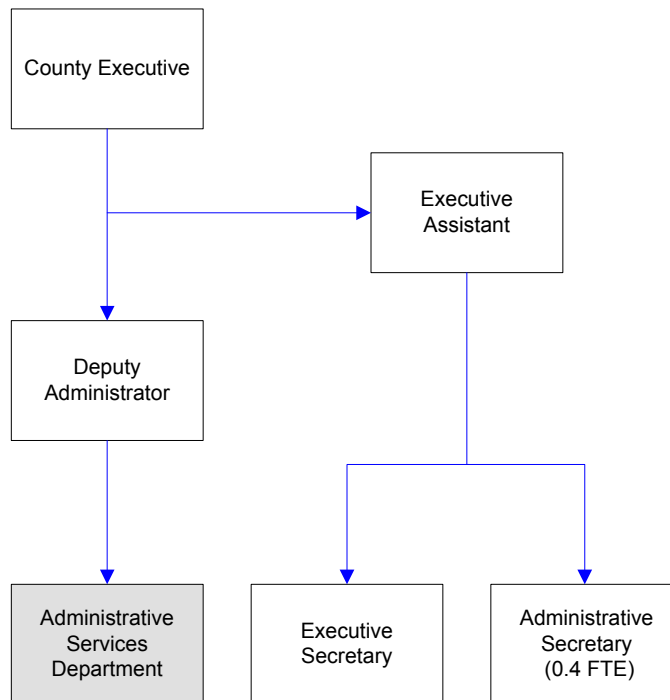 County Executive
Executive
Assistant
Deputy
Administrator
Administrative
Services
Department
Executive
Secretary
Administrative
Secretary
(0.4 FTE)